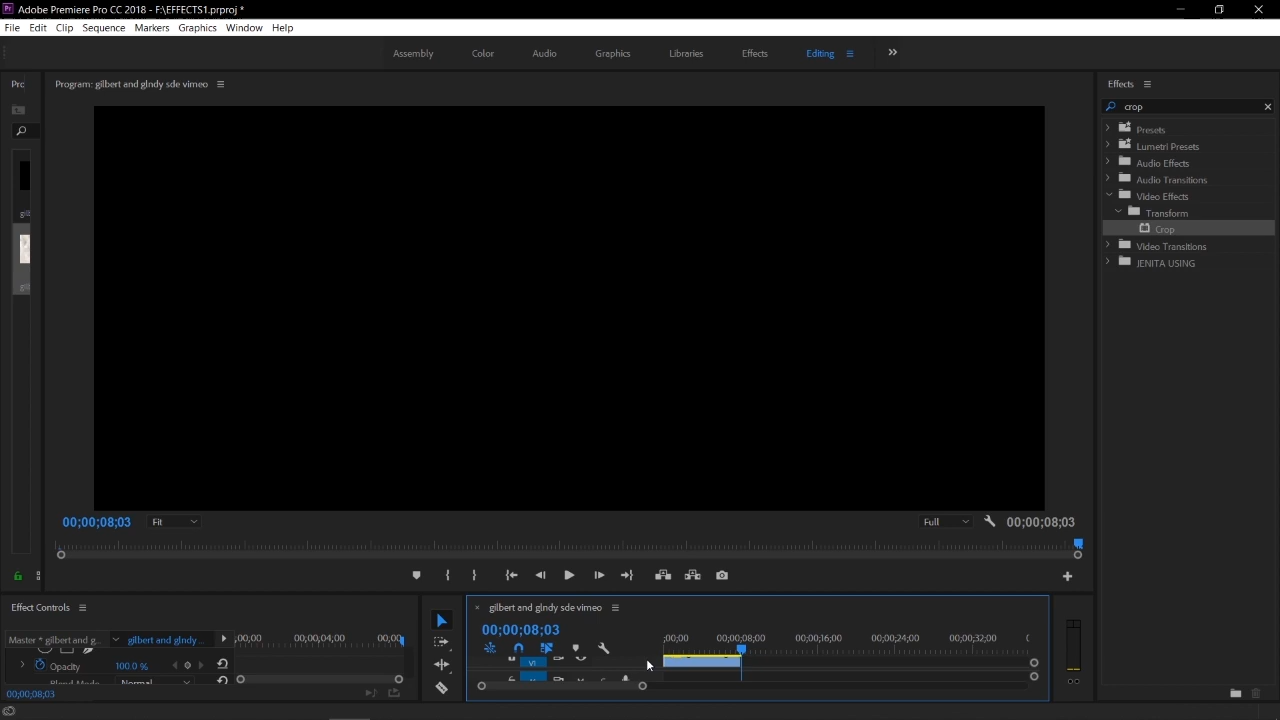 Adobe Premiere Pro CC 2018 - F:\EFFECTS1.prproj *
File Edit Clip Sequence Markers Graphics Window Help
Assembly Color Audio Graphics Libraries Effects Editing
Prc
Program: gilbert and glndy sde vimeo
Effects
crop
Presets
Lumetri Presets
Audio Effects
Audio Transitions
Video Effects
Transform
Crop
Video Transitions
JENITA USING
00;00;08;03 Fit Full 00;00;08;03
Effect Controls
Master * gilbert and g... gilbert and glndy... ;00;00 00;00;04;00 00;00;
Opacity 100.0 %
Blend Mode Normal
00;00;08;03
× gilbert and glndy sde vimeo
00;00;08;03
;00;00 00;00;08;00 00;00;16;00 00;00;24;00 00;00;32;00
V1